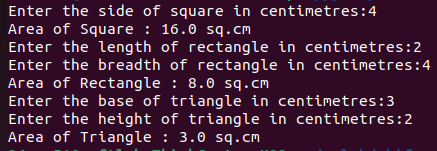 Enter the side of square in centimetres:4
Area of Square : 16.0 sq.cm
Enter the length of rectangle in centimetres:2
Enter the breadth of rectangle in centimetres:4
Area of Rectangle : 8.0 sq.cm
Enter the base of triangle in centimetres:3
Enter the height of triangle in centimetres:2
Area of Triangle : 3.0 sq.cm